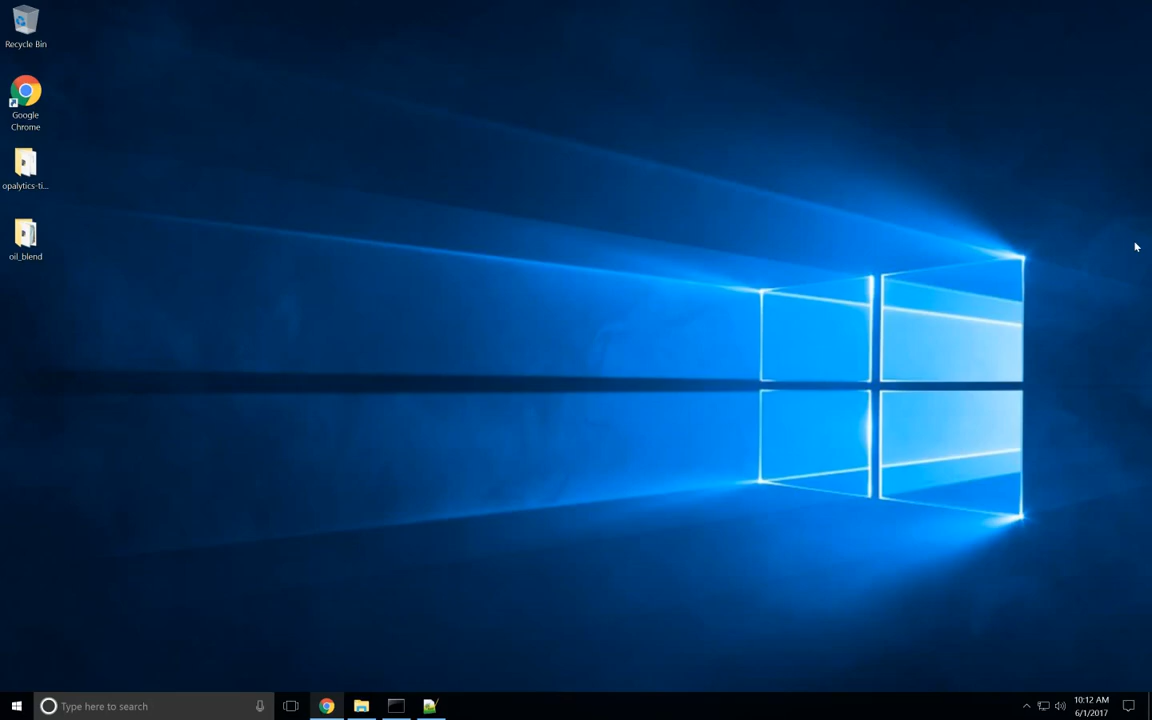 Recycle Bin
Google
Chrome
opalytics-ti...
oil_blend
Type here to search
10:12 AM
6/1/2017